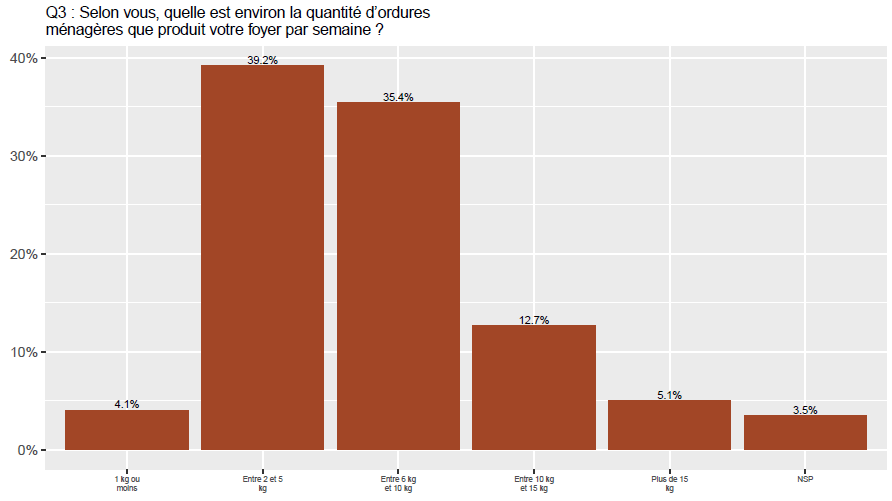 Q3 : Selon vous, quelle est environ la quantité d’ordures
ménagères que produit votre foyer par semaine ?
40%
30%
20%
10%
0%
4.1%
39.2%
35.4%
12.7%
5.1%
3.5%
1 kg ou
moins
Entre 2 et 5
kg
Entre 6 kg
et 10 kg
Entre 10 kg
et 15 kg
Plus de 15
kg
NSP